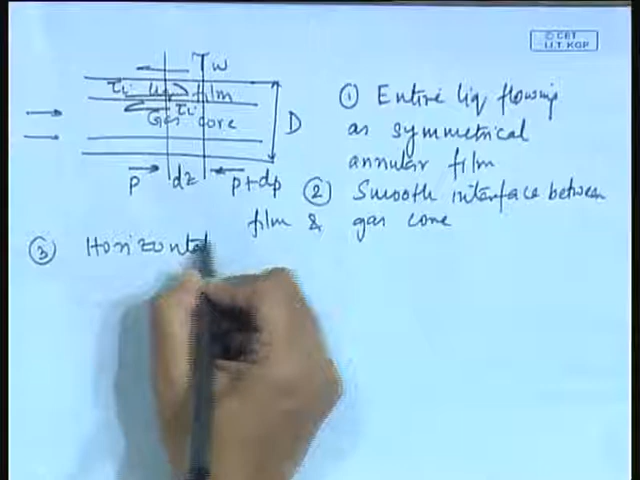 © CET
I.I.T. KGP
τw
τi liq film
τi
Gas core
D
p dz p+dp
① Entire liq flowing
as symmetrical
annular film
② Smooth interface between
film & gas core
③ Horizontal